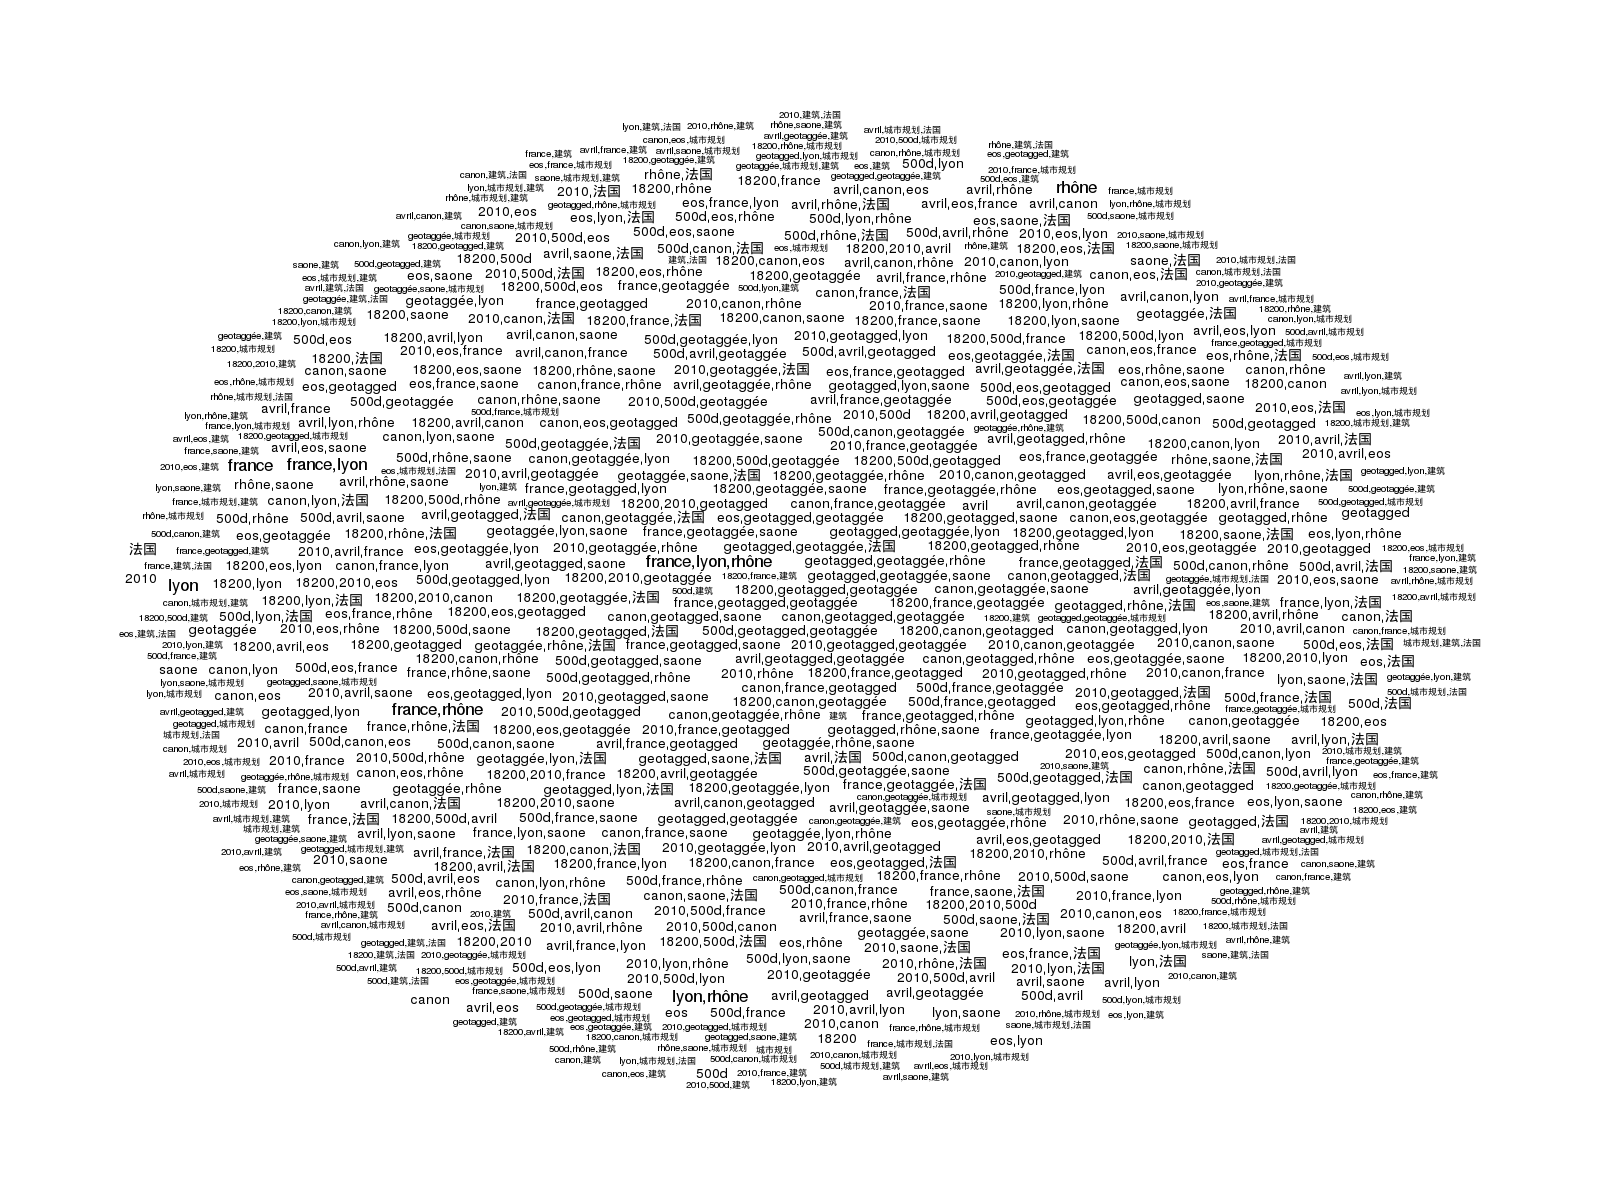 2010,建筑,法国
lyon,建筑,法国 2010,rhône,建筑 rhône,saone,建筑
avril,城市规划,法国
canon,eos,城市规划 avril,geotaggée,建筑 2010,500d,城市规划
france,建筑 avril,france,建筑 avril,saone,城市规划 18200,rhône,城市规划 rhône,建筑,法国
eos,france,城市规划 18200,geotaggée,建筑 geotagged,lyon,城市规划 canon,rhône,城市规划 eos,geotagged,建筑
geotaggée,城市规划,建筑 eos,建筑 500d,lyon
canon,建筑,法国 saone,城市规划,建筑 rhône,法国 18200,france geotagged,geotaggée,建筑 500d,eos,建筑 2010,france,城市规划
lyon,城市规划,建筑 2010,法国 18200,rhône avril,canon,eos avril,rhône rhône france,城市规划
rhône,城市规划,建筑 geotagged,rhône,城市规划 eos,france,lyon avril,rhône,法国 avril,eos,france avril,canon lyon,rhône,城市规划
avril,canon,建筑 2010,eos eos,lyon,法国 500d,eos,rhône 500d,lyon,rhône eos,saone,法国 500d,saone,城市规划
canon,saone,城市规划
geotaggée,城市规划 2010,500d,eos 500d,eos,saone 500d,rhône,法国 500d,avril,rhône 2010,eos,lyon 2010,saone,城市规划
canon,lyon,建筑 18200,geotagged,建筑 500d,canon,法国 eos,城市规划 18200,2010,avril rhône,建筑 18200,eos,法国 18200,saone,城市规划
18200,500d avril,saone,法国 建筑,法国 18200,canon,eos avril,canon,rhône 2010,canon,lyon saone,法国 2010,城市规划,法国
saone,建筑 500d,geotagged,建筑
eos,城市规划,建筑 eos,saone 2010,500d,法国 18200,eos,rhône 18200,geotaggée avril,france,rhône 2010,geotagged,建筑 canon,eos,法国 canon,城市规划,法国
avril,建筑,法国 geotaggée,saone,城市规划 18200,500d,eos france,geotaggée 500d,lyon,建筑 canon,france,法国 500d,france,lyon 2010,geotaggée,建筑
geotaggée,建筑,法国 geotaggée,lyon france,geotagged 2010,canon,rhône 2010,france,saone 18200,lyon,rhône avril,canon,lyon avril,france,城市规划
18200,canon,建筑 18200,saone 2010,canon,法国 18200,france,法国 18200,canon,saone 18200,france,saone 18200,lyon,saone geotaggée,法国 18200,rhône,建筑
18200,lyon,城市规划 canon,lyon,城市规划
geotaggée,建筑 500d,eos 18200,avril,lyon avril,canon,saone 500d,geotaggée,lyon 2010,geotagged,lyon 18200,500d,france 18200,500d,lyon avril,eos,lyon 500d,avril,城市规划
18200,城市规划 18200,法国 2010,eos,france avril,canon,france 500d,avril,geotaggée 500d,avril,geotagged eos,geotaggée,法国 canon,eos,france france,geotagged,建筑 eos,rhône,法国 500d,eos,城市规划
18200,2010,建筑 canon,saone 18200,eos,saone 18200,rhône,saone 2010,geotaggée,法国 eos,france,geotagged avril,geotaggée,法国 eos,rhône,saone canon,rhône avril,lyon,建筑
eos,rhône,城市规划 eos,geotagged eos,france,saone canon,france,rhône avril,geotaggée,rhône geotagged,lyon,saone 500d,eos,geotagged canon,eos,saone 18200,canon avril,lyon,城市规划
rhône,城市规划,法国 avril,france 500d,geotaggée canon,rhône,saone 2010,500d,geotaggée avril,france,geotaggée 500d,eos,geotaggée geotagged,saone 2010,eos,法国 eos,lyon,城市规划
lyon,rhône,建筑 500d,france,城市规划
france,lyon,城市规划 avril,lyon,rhône 18200,avril,canon canon,eos,geotagged 500d,geotaggée,rhône 2010,500d 18200,avril,geotagged geotaggée,rhône,建筑 18200,500d,canon 500d,geotagged 18200,城市规划,建筑
avril,eos,建筑 18200,geotagged,城市规划 canon,lyon,saone 500d,geotaggée,法国 2010,geotaggée,saone 500d,canon,geotaggée avril,geotagged,rhône 18200,canon,lyon 2010,avril,法国
france,saone,建筑 avril,eos,saone 2010,france,geotaggée 2010,avril,eos
2010,eos,建筑 france france,lyon 500d,rhône,saone canon,geotaggée,lyon 18200,500d,geotaggée 18200,500d,geotagged eos,france,geotaggée rhône,saone,法国
eos,城市规划,法国 2010,avril,geotaggée geotaggée,saone,法国 18200,geotaggée,rhône 2010,canon,geotagged avril,eos,geotaggée lyon,rhône,法国 geotagged,lyon,建筑
lyon,saone,建筑 rhône,saone avril,rhône,saone lyon,建筑 france,geotagged,lyon 18200,geotaggée,saone france,geotaggée,rhône eos,geotagged,saone lyon,rhône,saone 500d,geotaggée,建筑
france,城市规划,建筑 canon,lyon,法国 18200,500d,rhône avril,geotaggée,城市规划 18200,2010,geotagged canon,france,geotaggée avril avril,canon,geotaggée 18200,avril,france 500d,geotagged,城市规划
rhône,城市规划 500d,rhône 500d,avril,saone avril,geotagged,法国 canon,geotaggée,法国 eos,geotagged,geotaggée 18200,geotagged,saone canon,eos,geotaggée geotagged,rhône geotagged
500d,canon,建筑 eos,geotaggée 18200,rhône,法国 geotaggée,lyon,saone france,geotaggée,saone geotagged,geotaggée,lyon 18200,geotagged,lyon 18200,saone,法国 eos,lyon,rhône
法国 france,geotagged,建筑 2010,avril,france eos,geotaggée,lyon 2010,geotaggée,rhône geotagged,geotaggée,法国 18200,geotagged,rhône 2010,eos,geotaggée 2010,geotagged 18200,eos,城市规划
france,建筑,法国 18200,eos,lyon canon,france,lyon avril,geotagged,saone france,lyon,rhône geotagged,geotaggée,rhône france,geotagged,法国 500d,canon,rhône 500d,avril,法国 france,lyon,建筑
18200,saone,建筑
2010 lyon 18200,lyon 18200,2010,eos 500d,geotagged,lyon 18200,2010,geotaggée 18200,france,建筑 geotagged,geotaggée,saone canon,geotagged,法国 geotaggée,城市规划,法国 2010,eos,saone avril,rhône,城市规划
500d,建筑 18200,geotagged,geotaggée canon,geotaggée,saone avril,geotaggée,lyon
canon,城市规划,建筑 18200,lyon,法国 18200,2010,canon 18200,geotaggée,法国 france,geotagged,geotaggée 18200,france,geotaggée geotagged,rhône,法国 eos,saone,建筑 france,lyon,法国 18200,avril,城市规划
18200,500d,建筑 500d,lyon,法国 eos,france,rhône 18200,eos,geotagged canon,geotagged,saone canon,geotagged,geotaggée 18200,建筑 geotagged,geotaggée,城市规划 18200,avril,rhône canon,法国
eos,建筑,法国 geotaggée 2010,eos,rhône 18200,500d,saone 18200,geotagged,法国 500d,geotagged,geotaggée 18200,canon,geotagged canon,geotagged,lyon 2010,avril,canon canon,france,城市规划
2010,lyon,建筑 18200,avril,eos 18200,geotagged geotaggée,rhône,法国 france,geotagged,saone 2010,geotagged,geotaggée 2010,canon,geotaggée 2010,canon,saone 500d,eos,法国 城市规划,建筑,法国
500d,france,建筑 18200,canon,rhône 500d,geotagged,saone avril,geotagged,geotaggée canon,geotagged,rhône eos,geotaggée,saone 18200,2010,lyon eos,法国
saone canon,lyon 500d,eos,france france,rhône,saone 500d,geotagged,rhône 2010,rhône 18200,france,geotagged 2010,geotagged,rhône 2010,canon,france
lyon,saone,城市规划 geotagged,saone,城市规划 lyon,saone,法国 geotaggée,lyon,建筑
lyon,城市规划 canon,eos 2010,avril,saone eos,geotagged,lyon 2010,geotagged,saone canon,france,geotagged 500d,france,geotaggée 2010,geotagged,法国 500d,france,法国 500d,城市规划,法国
18200,canon,geotaggée 500d,france,geotagged eos,geotagged,rhône 500d,法国
avril,geotagged,建筑 geotagged,lyon france,rhône 2010,500d,geotagged canon,geotagged,rhône 建筑 france,geotagged,rhône geotagged,lyon,rhône canon,geotaggée france,geotaggée,城市规划 18200,eos
geotagged,城市规划 canon,france france,rhône,法国 18200,eos,geotaggée 2010,france,geotagged geotagged,rhône,saone france,geotaggée,lyon
城市规划,法国 2010,avril 500d,canon,eos 500d,canon,saone avril,france,geotagged geotaggée,rhône,saone 18200,avril,saone avril,lyon,法国
canon,城市规划 2010,eos,geotagged 500d,canon,lyon 2010,城市规划,建筑
2010,eos,城市规划 2010,france 2010,500d,rhône geotaggée,lyon,法国 geotagged,saone,法国 avril,法国 500d,canon,geotagged 2010,saone,建筑 france,geotaggée,建筑
avril,城市规划 geotaggée,rhône,城市规划 canon,eos,rhône 18200,2010,france 18200,avril,geotaggée 500d,geotaggée,saone 500d,geotagged,法国 canon,rhône,法国 500d,avril,lyon eos,france,建筑
500d,saone,建筑 france,saone geotaggée,rhône geotagged,lyon,法国 18200,geotaggée,lyon france,geotaggée,法国 canon,geotagged 18200,geotaggée,城市规划
2010,城市规划 2010,lyon avril,canon,法国 18200,2010,saone avril,canon,geotagged canon,geotaggée,城市规划 avril,geotagged,lyon 18200,eos,france eos,lyon,saone canon,rhône,建筑
avril,geotaggée,saone saone,城市规划 18200,eos,建筑
avril,城市规划,建筑 france,法国 18200,500d,avril 500d,france,saone geotagged,geotaggée canon,geotaggée,建筑 eos,geotaggée,rhône 2010,rhône,saone geotagged,法国 18200,2010,城市规划
城市规划,建筑 avril,lyon,saone france,lyon,saone canon,france,saone geotaggée,lyon,rhône avril,建筑
geotaggée,saone,建筑 avril,eos,geotagged 18200,2010,法国 avril,geotaggée,城市规划
2010,avril,建筑 geotaggée,城市规划,建筑 avril,france,法国 18200,canon,法国 2010,geotaggée,lyon 2010,avril,geotagged 18200,2010,rhône geotagged,城市规划,法国
eos,rhône,建筑 2010,saone 18200,avril,法国 18200,france,lyon 18200,canon,france eos,geotagged,法国 500d,avril,france eos,france canon,saone,建筑
canon,geotagged,建筑 500d,avril,eos canon,lyon,rhône 500d,france,rhône canon,geotagged,城市规划 18200,france,rhône 2010,500d,saone canon,eos,lyon canon,france,建筑
eos,saone,城市规划 avril,eos,rhône 2010,france,法国 canon,saone,法国 500d,canon,france france,saone,法国 2010,france,lyon geotagged,rhône,建筑
2010,avril,城市规划 500d,canon 2010,france,rhône 18200,2010,500d 500d,rhône,城市规划
france,rhône,建筑 2010,建筑 500d,avril,canon 2010,500d,france avril,france,saone 500d,saone,法国 2010,canon,eos 18200,france,城市规划
avril,canon,城市规划 avril,eos,法国 2010,avril,rhône 2010,500d,canon geotaggée,saone 2010,lyon,saone 18200,avril 18200,城市规划,法国
500d,城市规划 geotagged,建筑,法国 18200,2010 avril,france,lyon 18200,500d,法国 eos,rhône 2010,saone,法国 geotaggée,lyon,城市规划 avril,rhône,建筑
18200,建筑,法国 2010,geotaggée,城市规划 500d,lyon,saone eos,france,法国 saone,建筑,法国
500d,avril,建筑 18200,500d,城市规划 500d,eos,lyon 2010,lyon,rhône 2010,rhône,法国 2010,lyon,法国 lyon,法国
500d,建筑,法国 eos,geotaggée,城市规划 2010,500d,lyon 2010,geotaggée 2010,500d,avril avril,saone avril,lyon 2010,canon,建筑
canon france,saone,城市规划 500d,saone lyon,rhône avril,geotagged avril,geotaggée 500d,avril 500d,lyon,城市规划
avril,eos 500d,geotaggée,城市规划 eos 500d,france 2010,avril,lyon lyon,saone 2010,rhône,城市规划 eos,lyon,建筑
geotagged,建筑 eos,geotagged,城市规划 2010,canon saone,城市规划,法国
18200,avril,建筑 eos,geotaggée,建筑 2010,geotagged,城市规划 france,rhône,城市规划
18200,canon,城市规划 geotagged,saone,建筑 18200 france,城市规划,法国 eos,lyon
500d,rhône,建筑 rhône,saone,城市规划 城市规划
canon,建筑 lyon,城市规划,法国 500d,canon,城市规划 2010,canon,城市规划 2010,lyon,城市规划
canon,eos,建筑 500d 2010,france,建筑 500d,城市规划,建筑 avril,eos,城市规划
2010,500d,建筑 18200,lyon,建筑 avril,saone,建筑